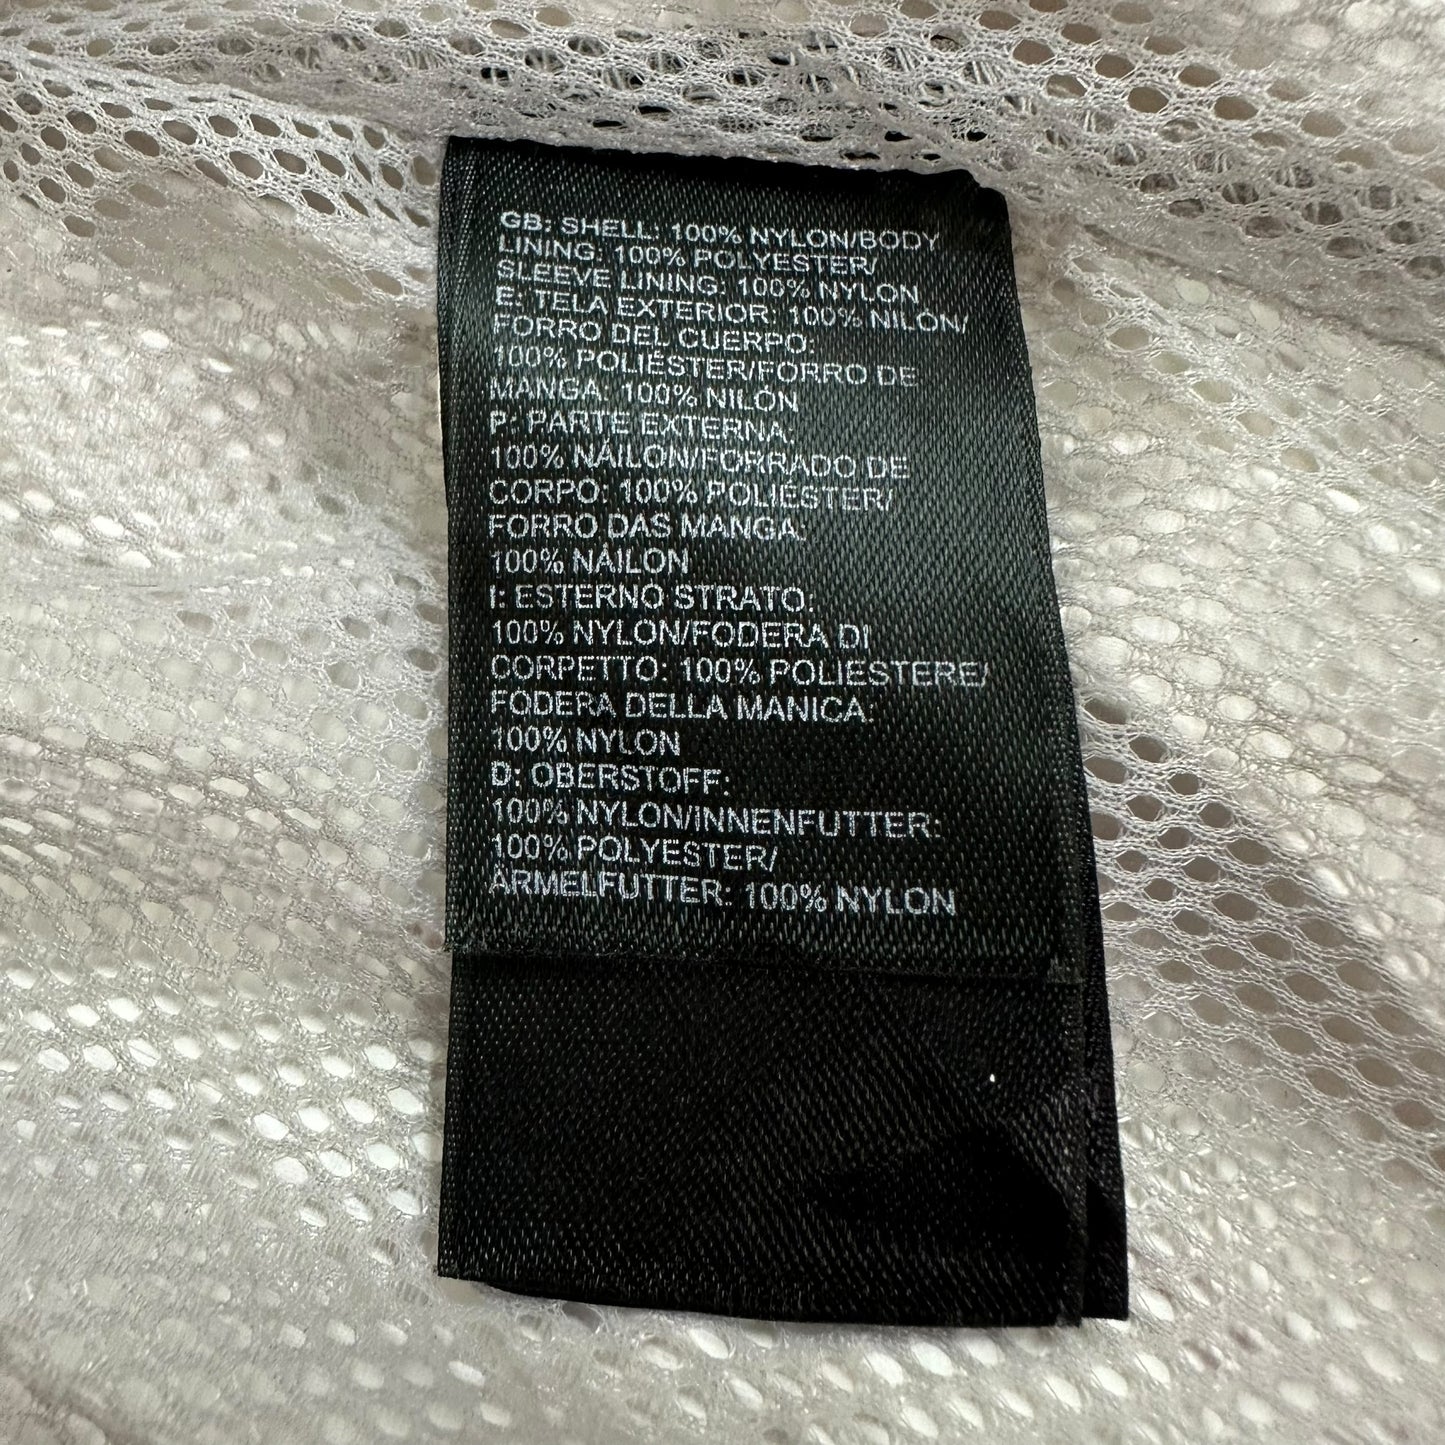 GB: SHELL: 100% NYLON/BODY
LINING: 100% POLYESTER/
SLEEVE LINING: 100% NYLON
E: TELA EXTERIOR: 100% NILÓN/
FORRO DEL CUERPO:
100% POLIÉSTER/FORRO DE
MANGA: 100% NILÓN
P: PARTE EXTERNA:
100% NÁILON/FORRADO DE
CORPO: 100% POLIÉSTER/
FORRO DAS MANGA:
100% NÁILON
I: ESTERNO STRATO:
100% NYLON/FODERA DI
CORPETTO: 100% POLIESTERE/
FÓDERA DELLA MANICA:
100% NYLON
D: OBERSTOFF:
100% NYLON/INNENFUTTER:
100% POLYESTER/
ÄRMELFUTTER: 100% NYLON